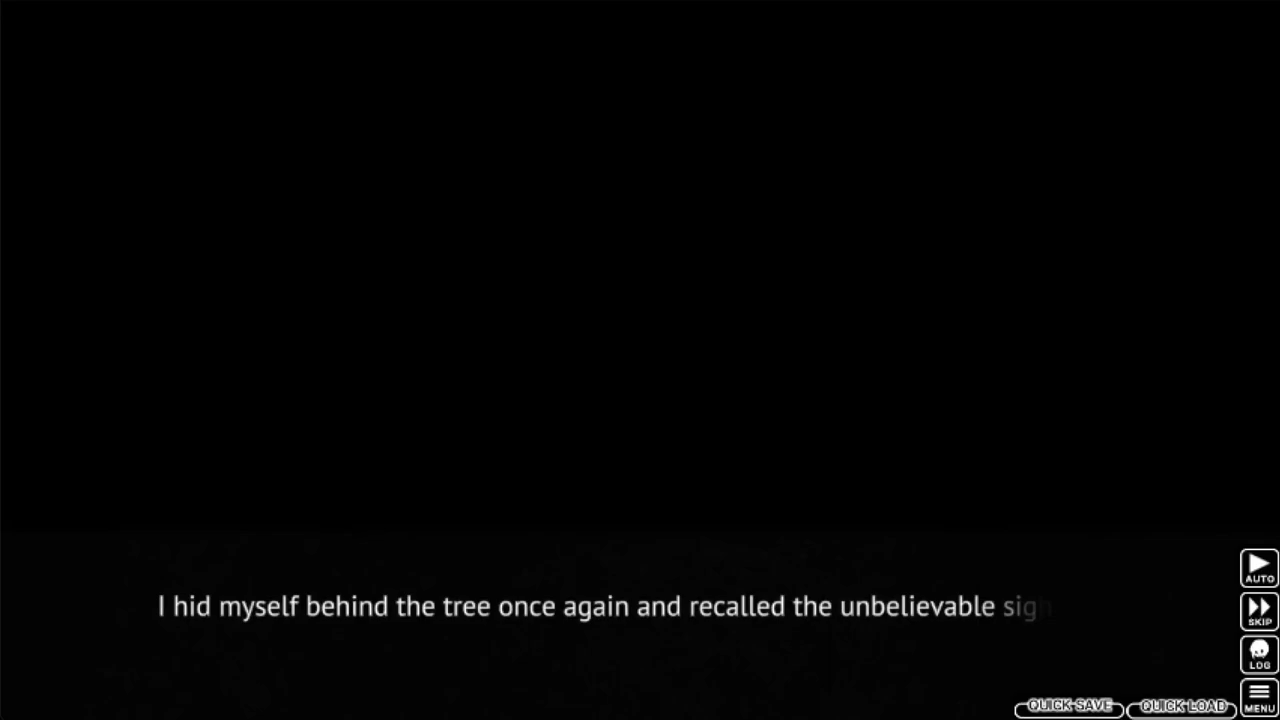 I hid myself behind the tree once again and recalled the unbelievable sigh
AUTO
SKIP
LOG
MENU
QUICK SAVE QUICK LOAD